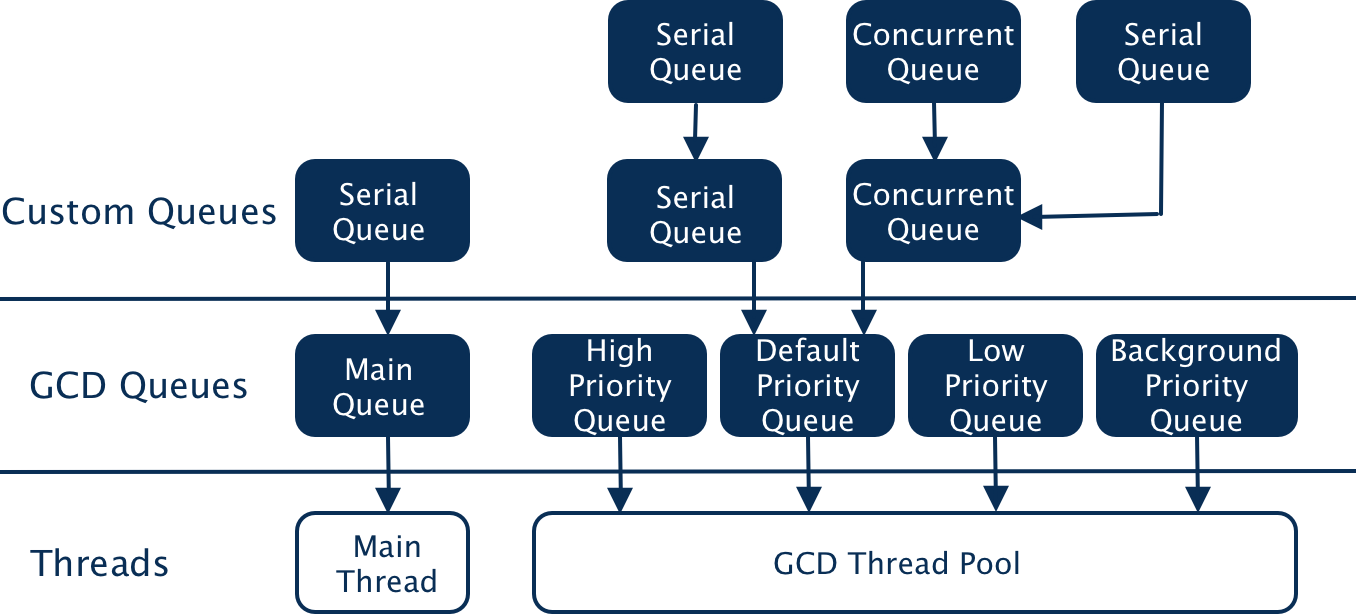 Serial
Queue
Concurrent
Queue
Serial
Queue
Custom Queues
Serial
Queue
Serial
Queue
Concurrent
Queue
GCD Queues
Main
Queue
High
Priority
Queue
Default
Priority
Queue
Low
Priority
Queue
Background
Priority
Queue
Threads
Main
Thread
GCD Thread Pool